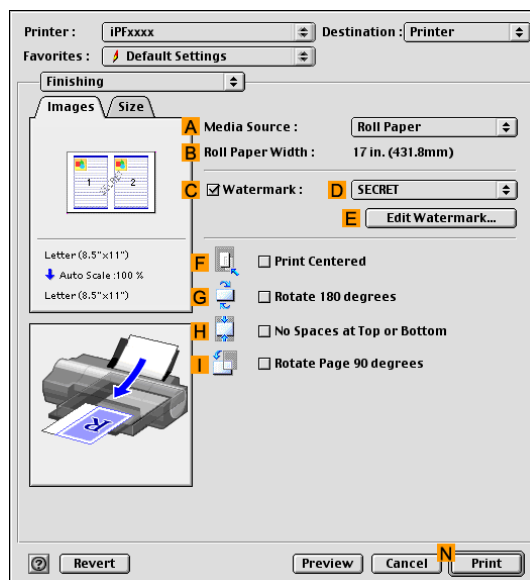 Printer : iPFxxxx Destination : Printer
Favorites : Default Settings
Finishing
Images Size
A Media Source : Roll Paper
B Roll Paper Width : 17 in. (431.8mm)
1 SECRET 2
C Watermark : D SECRET
E Edit Watermark...
Letter (8.5"x11")
Auto Scale :100 %
Letter (8.5"x11")
F Print Centered
G Rotate 180 degrees
H No Spaces at Top or Bottom
I Rotate Page 90 degrees
R
N
? Revert Preview Cancel Print